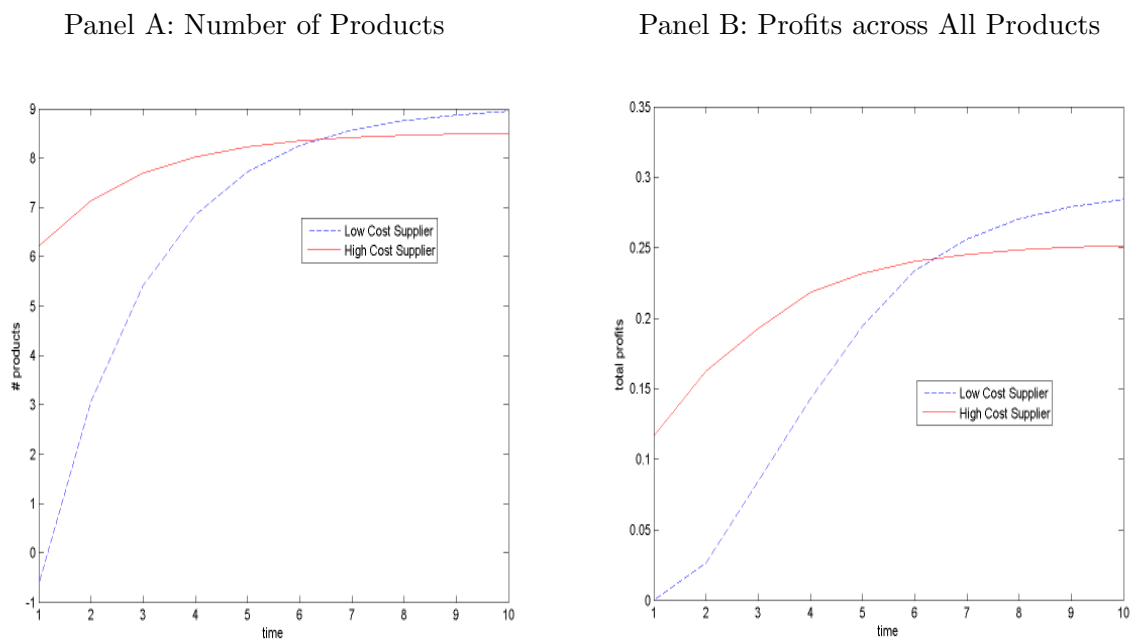 Panel A: Number of Products
Panel B: Profits across All Products
9
8
7
6
5
4
3
2
1
0
-1
# products
Low Cost Supplier
High Cost Supplier
1 2 3 4 5 6 7 8 9 10
time
0.35
0.3
0.25
0.2
0.15
0.1
0.05
0
total profits
Low Cost Supplier
High Cost Supplier
1 2 3 4 5 6 7 8 9 10
time